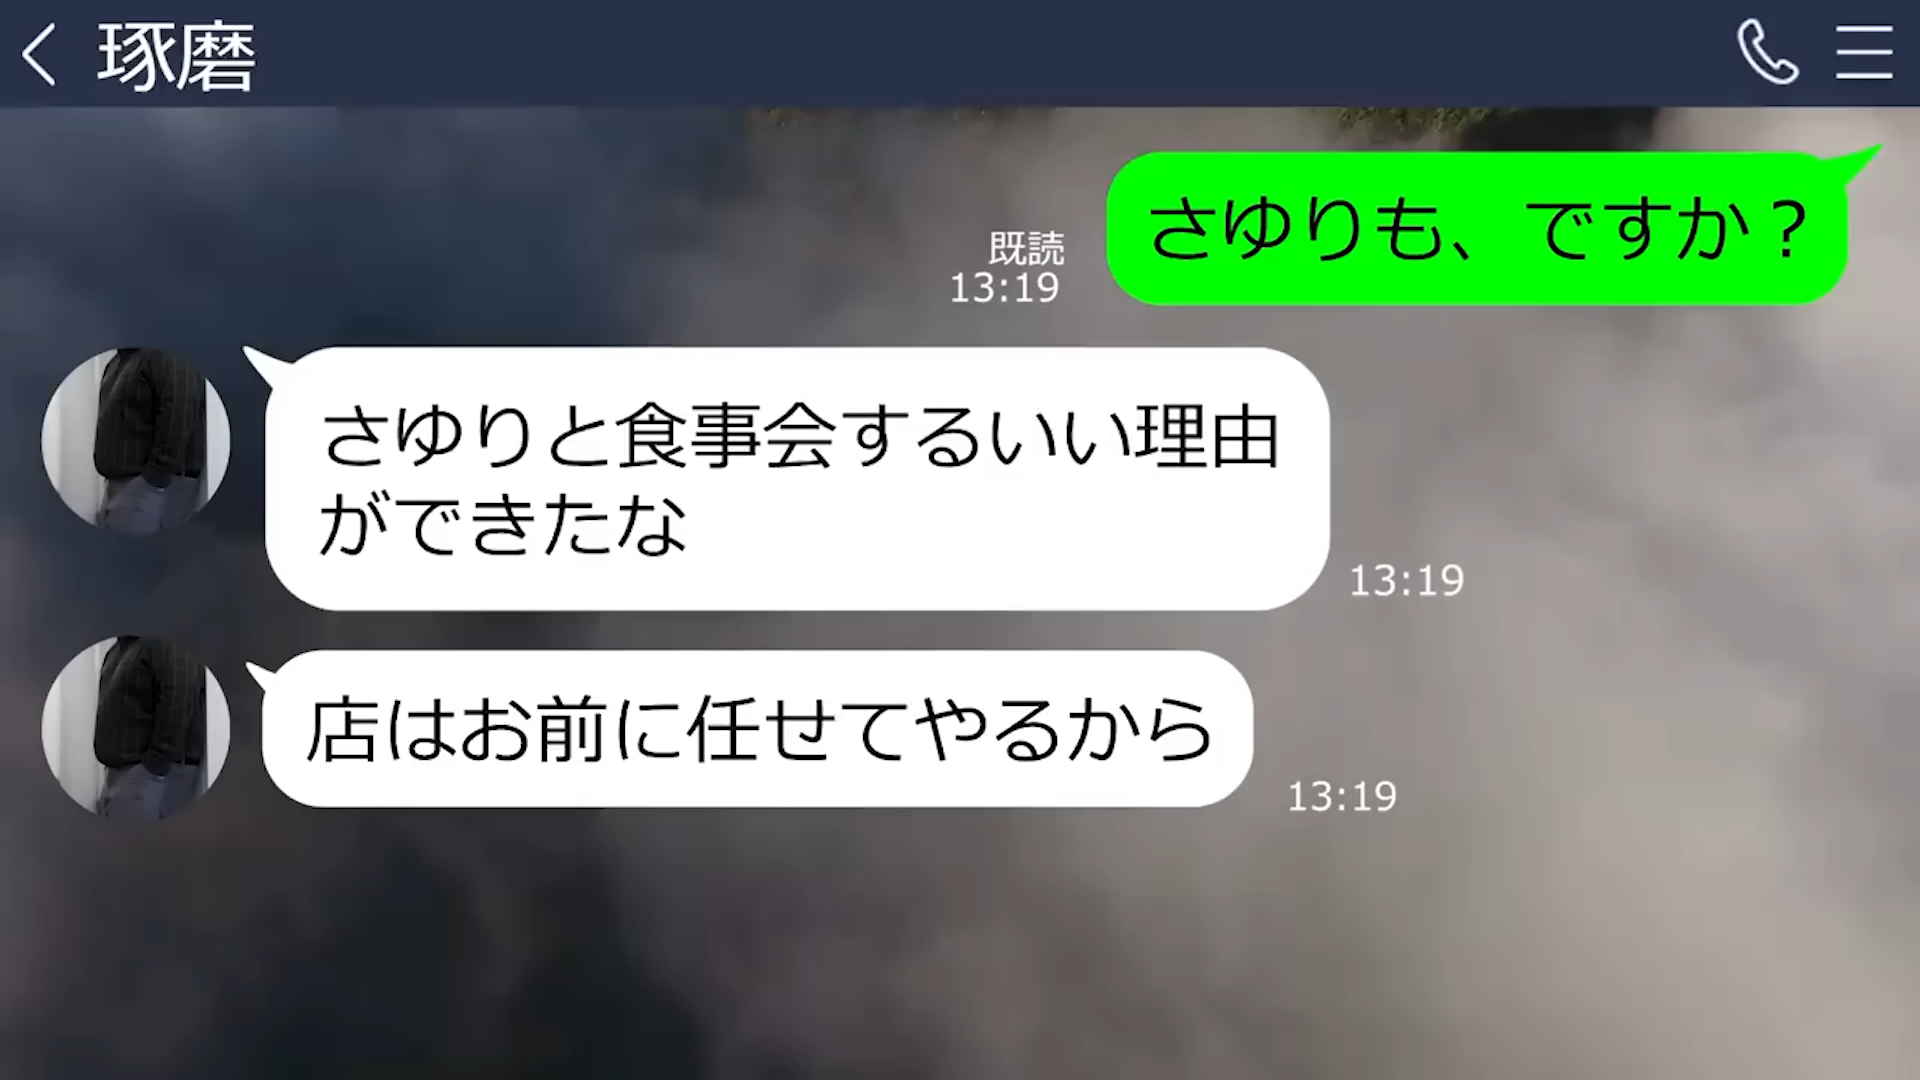 琢磨
さゆりも、ですか？
既読
13:19
さゆりと食事会するいい理由
ができたな
13:19
店はお前に任せてやるから
13:19